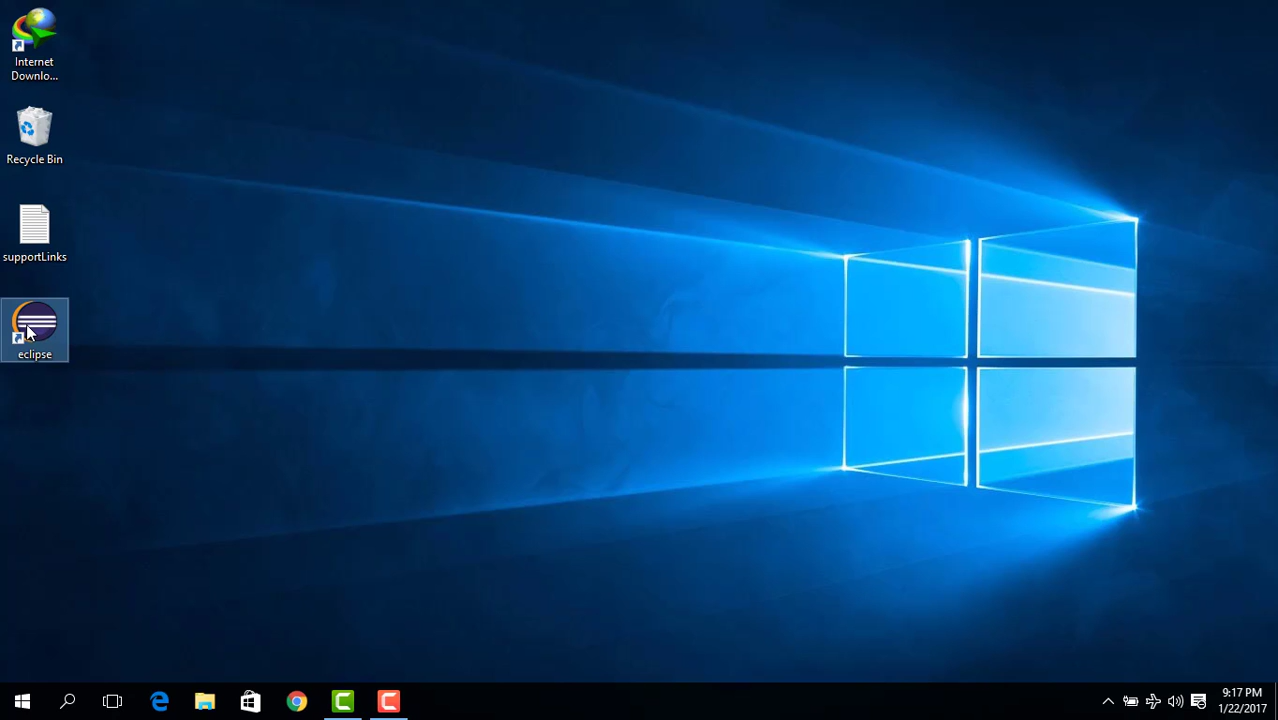 Internet
Downlo...
Recycle Bin
supportLinks
eclipse
9:17 PM
1/22/2017